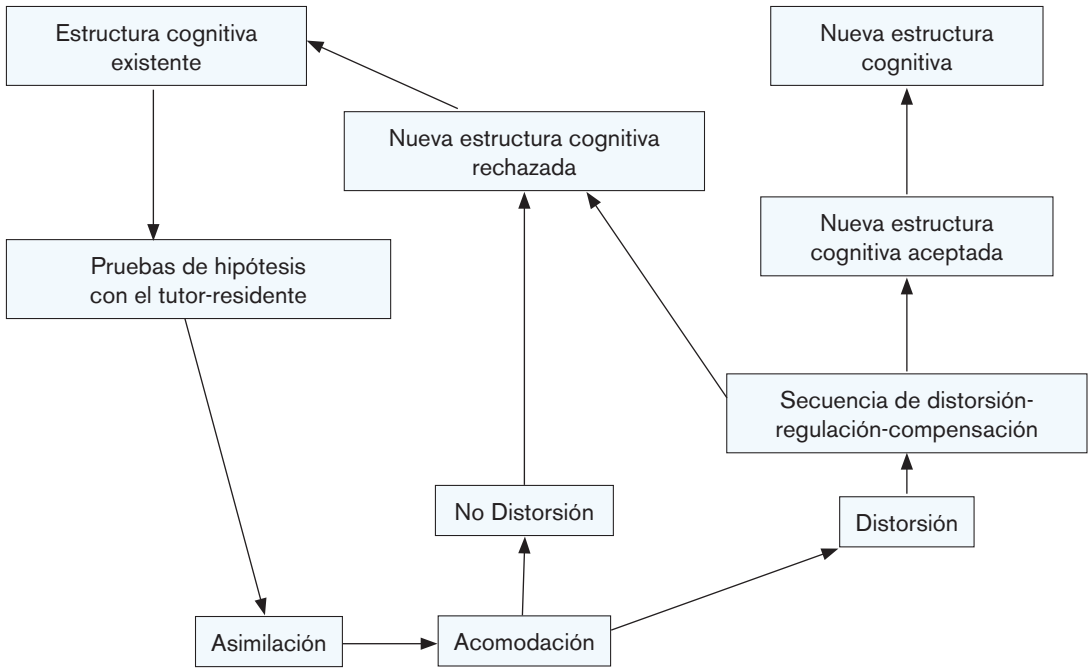 Estructura cognitiva
existente
Nueva estructura
cognitiva
Nueva estructura cognitiva
rechazada
Nueva estructura
cognitiva aceptada
Pruebas de hipótesis
con el tutor-residente
Secuencia de distorsión-
regulación-compensación
No Distorsión
Distorsión
Asimilación
Acomodación